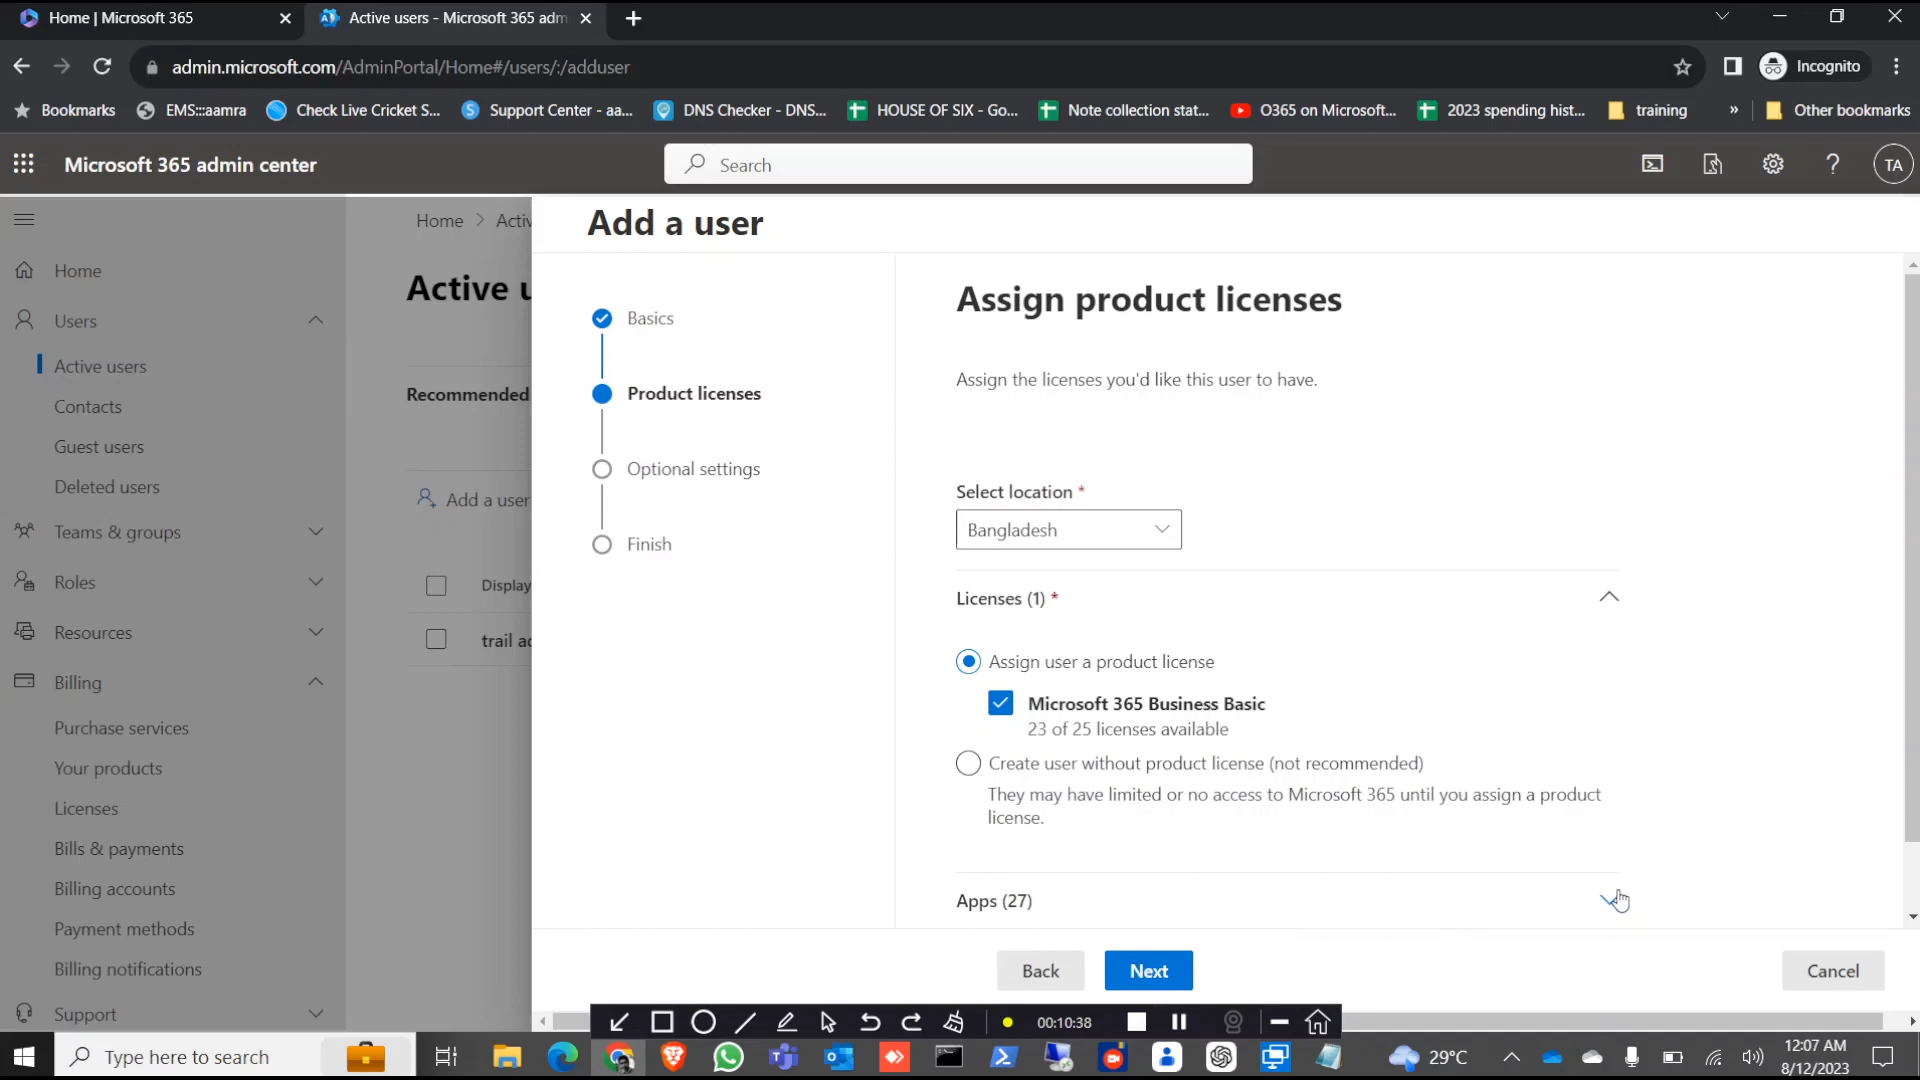 Home | Microsoft 365
Active users - Microsoft 365 adm
admin.microsoft.com/AdminPortal/Home#/users/:/adduser
Incognito
Bookmarks
EMS:::aamra
Check Live Cricket S...
Support Center - aa...
DNS Checker - DNS...
HOUSE OF SIX - Go...
Note collection stat...
O365 on Microsoft...
2023 spending hist...
training
»
Other bookmarks
Microsoft 365 admin center
Search
TA
Home
Users
Active users
Contacts
Guest users
Deleted users
Teams & groups
Roles
Resources
Billing
Purchase services
Your products
Licenses
Bills & payments
Billing accounts
Payment methods
Billing notifications
Support
Home > Activ
Active u
Recommended
Add a user
Display
trail ad
Add a user
Basics
Product licenses
Optional settings
Finish
Assign product licenses
Assign the licenses you'd like this user to have.
Select location *
Bangladesh
Licenses (1) *
Assign user a product license
Microsoft 365 Business Basic
23 of 25 licenses available
Create user without product license (not recommended)
They may have limited or no access to Microsoft 365 until you assign a product
license.
Apps (27)
Back
Next
Cancel
00:10:38
Type here to search
29°C
12:07 AM
8/12/2023